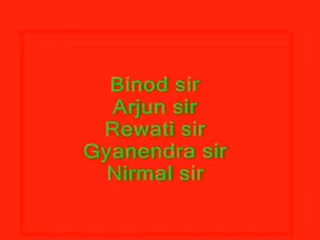 Binod sir
Arjun sir
Rewati sir
Gyanendra sir
Nirmal sir